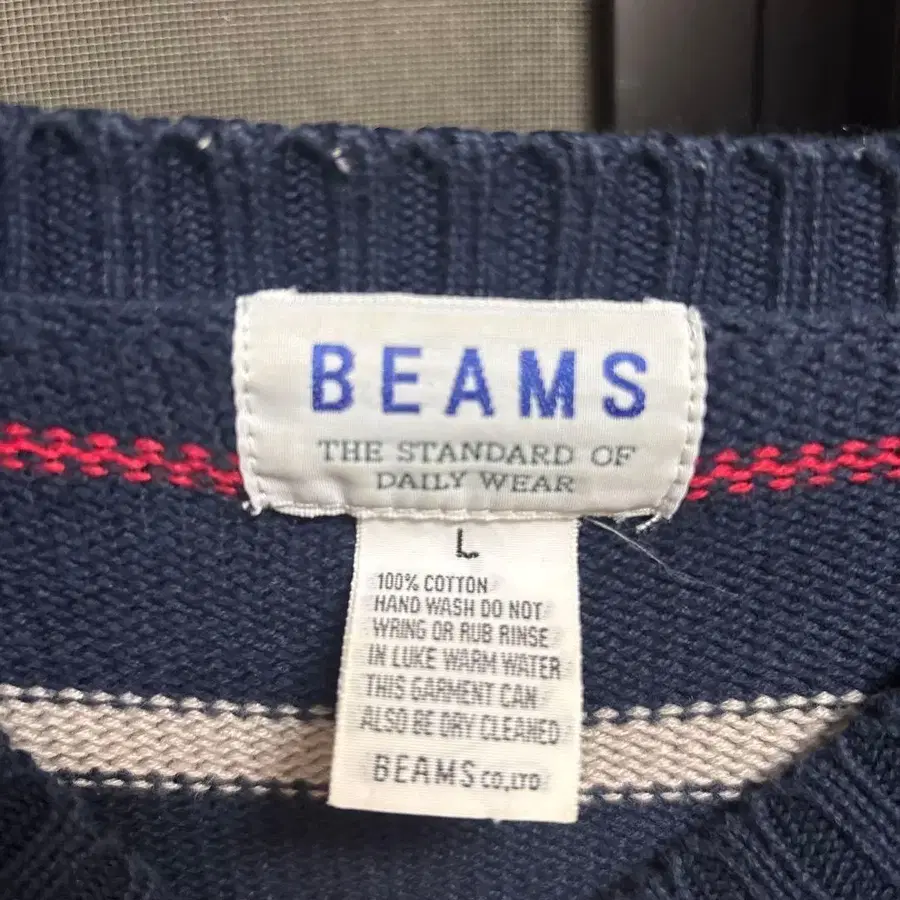 BEAMS
THE STANDARD OF
DAILY WEAR
L
100% COTTON
HAND WASH DO NOT
WRING OR RUB RINSE
IN LUKE WARM WATER
THIS GARMENT CAN
ALSO BE DRY CLEANED
BEAMS CO,LTD